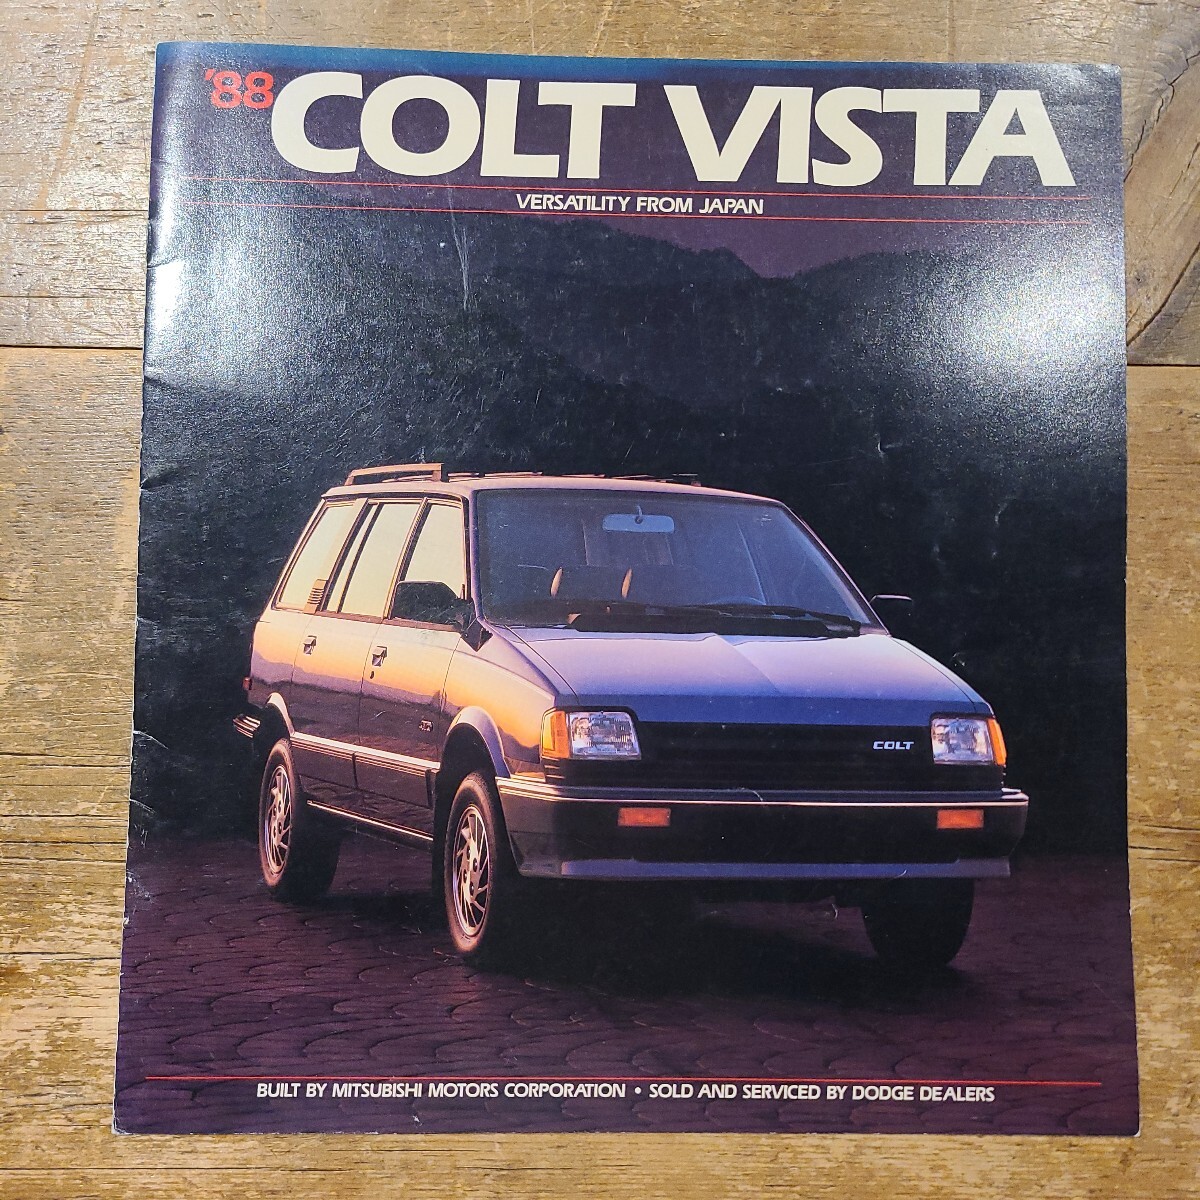 '88 COLT VISTA
VERSATILITY FROM JAPAN
COLT
BUILT BY MITSUBISHI MOTORS CORPORATION • SOLD AND SERVICED BY DODGE DEALERS